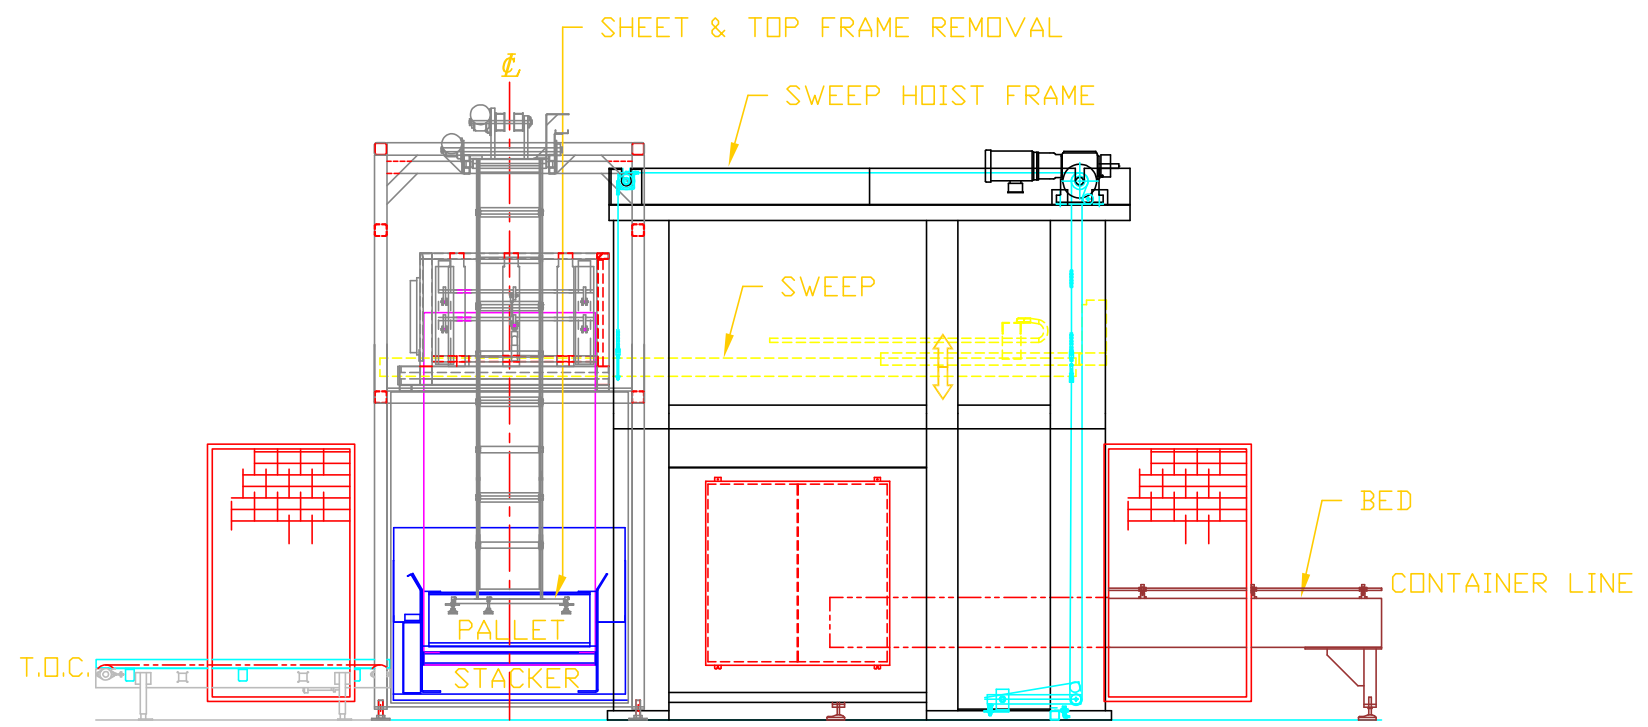 SHEET & TOP FRAME REMOVAL
℄
SWEEP HOIST FRAME
SWEEP
BED
CONTAINER LINE
PALLET
T.O.C.
STACKER